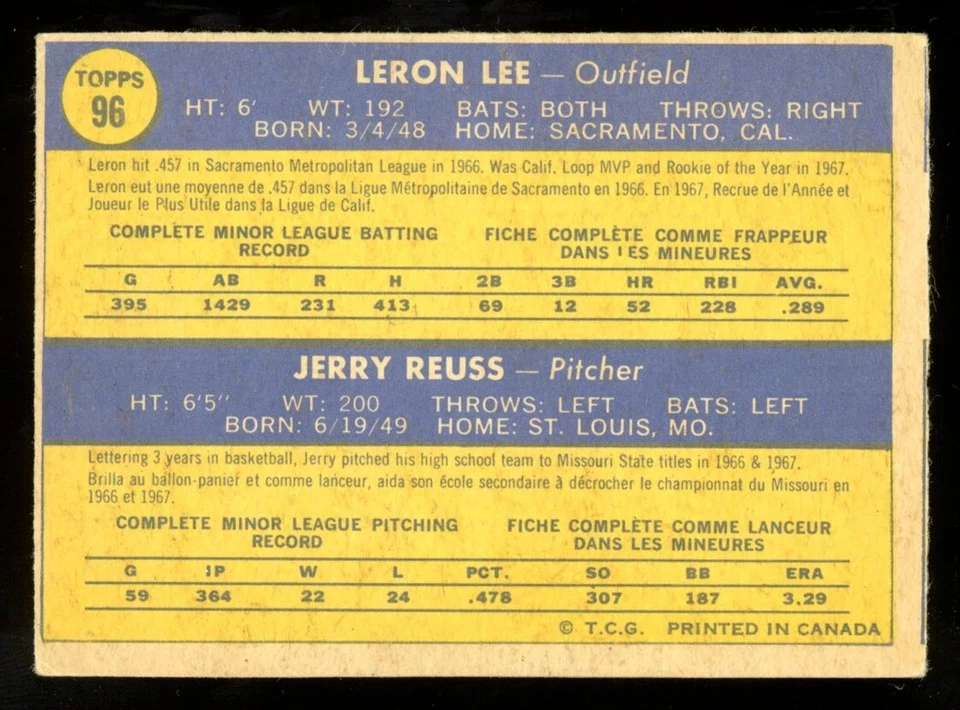 TOPPS
96
LERON LEE — Outfield
HT: 6' WT: 192 BATS: BOTH THROWS: RIGHT
BORN: 3/4/48 HOME: SACRAMENTO, CAL.
Leron hit .457 in Sacramento Metropolitan League in 1966. Was Calif. Loop MVP and Rookie of the Year in 1967.
Leron eut une moyenne de .457 dans la Ligue Métropolitaine de Sacramento en 1966. En 1967, Recrue de l'Année et
Joueur le Plus Utile dans la Ligue de Calif.
COMPLETE MINOR LEAGUE BATTING
RECORD
FICHE COMPLÈTE COMME FRAPPEUR
DANS LES MINEURES
G AB R H 2B 3B HR RBI AVG.
395 1429 231 413 69 12 52 228 .289
JERRY REUSS — Pitcher
HT: 6'5" WT: 200 THROWS: LEFT BATS: LEFT
BORN: 6/19/49 HOME: ST. LOUIS, MO.
Lettering 3 years in basketball, Jerry pitched his high school team to Missouri State titles in 1966 & 1967.
Brilla au ballon-panier et comme lanceur, aida son école secondaire à décrocher le championnat du Missouri en
1966 et 1967.
COMPLETE MINOR LEAGUE PITCHING
RECORD
FICHE COMPLÈTE COMME LANCEUR
DANS LES MINEURES
G IP W L PCT. SO BB ERA
59 364 22 24 .478 307 187 3.29
© T.C.G. PRINTED IN CANADA